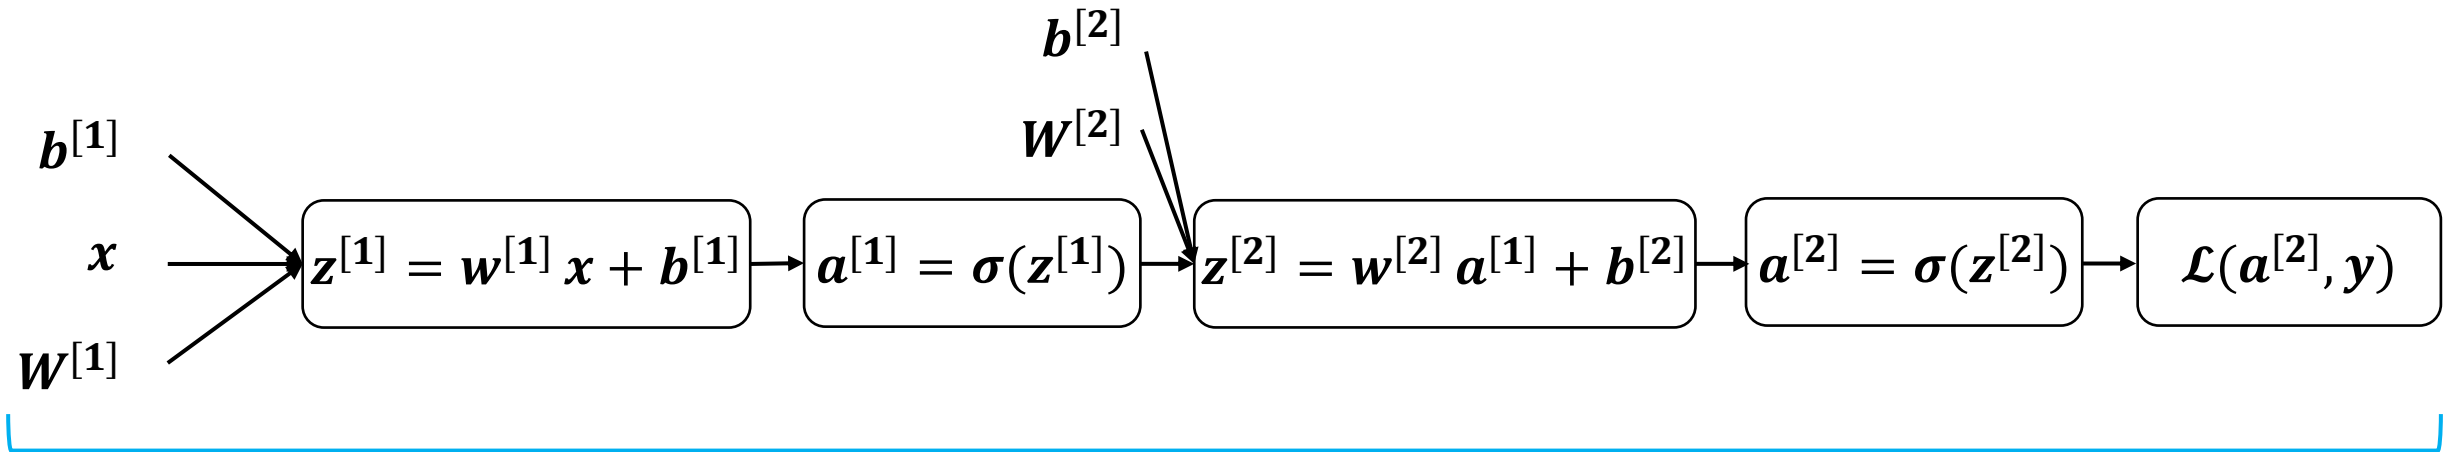 b^[2]
W^[2]
b^[1]
x
W^[1]
z^[1] = w^[1] x + b^[1]
a^[1] = σ(z^[1])
z^[2] = w^[2] a^[1] + b^[2]
a^[2] = σ(z^[2])
ℒ(a^[2], y)